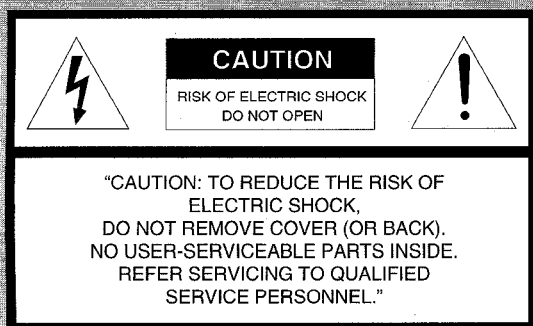 CAUTION
RISK OF ELECTRIC SHOCK
DO NOT OPEN
"CAUTION: TO REDUCE THE RISK OF
ELECTRIC SHOCK,
DO NOT REMOVE COVER (OR BACK).
NO USER-SERVICEABLE PARTS INSIDE.
REFER SERVICING TO QUALIFIED
SERVICE PERSONNEL."